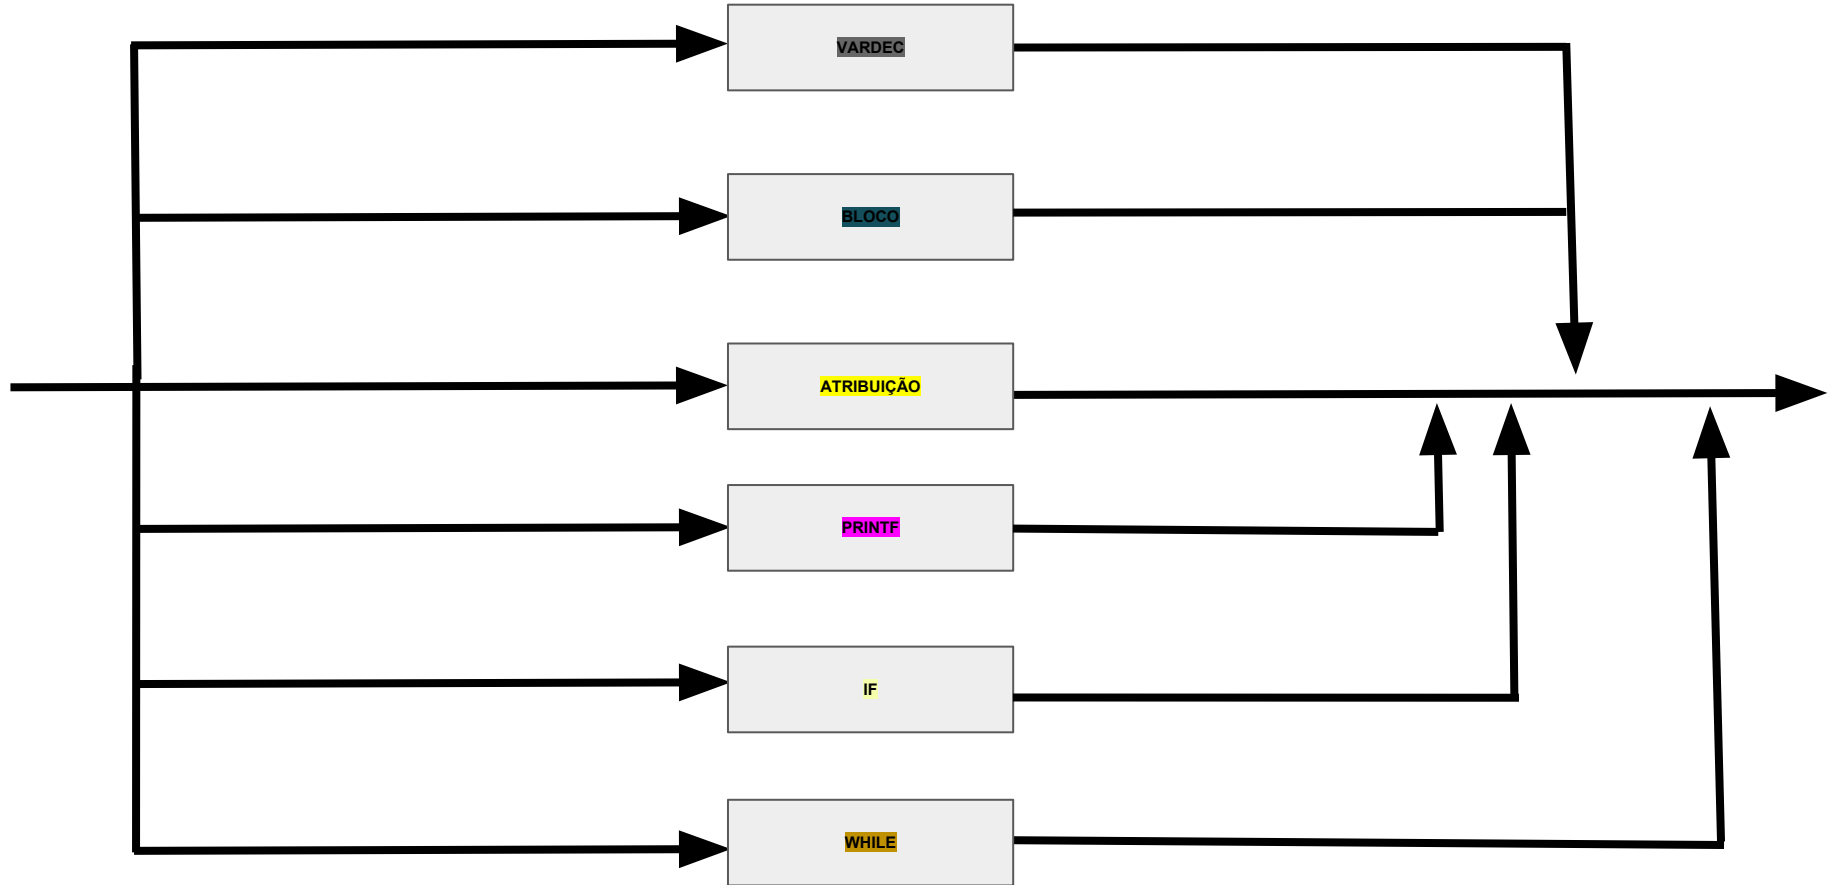 VARDEC
BLOCO
ATRIBUIÇÃO
PRINTF
IF
WHILE